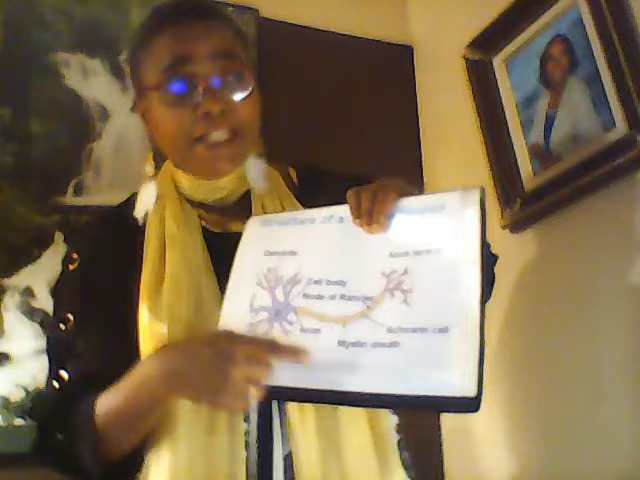 Structure of a
Dendrite
Cell body
Node of Ranvier
Axon
Schwann cell
Myelin sheath